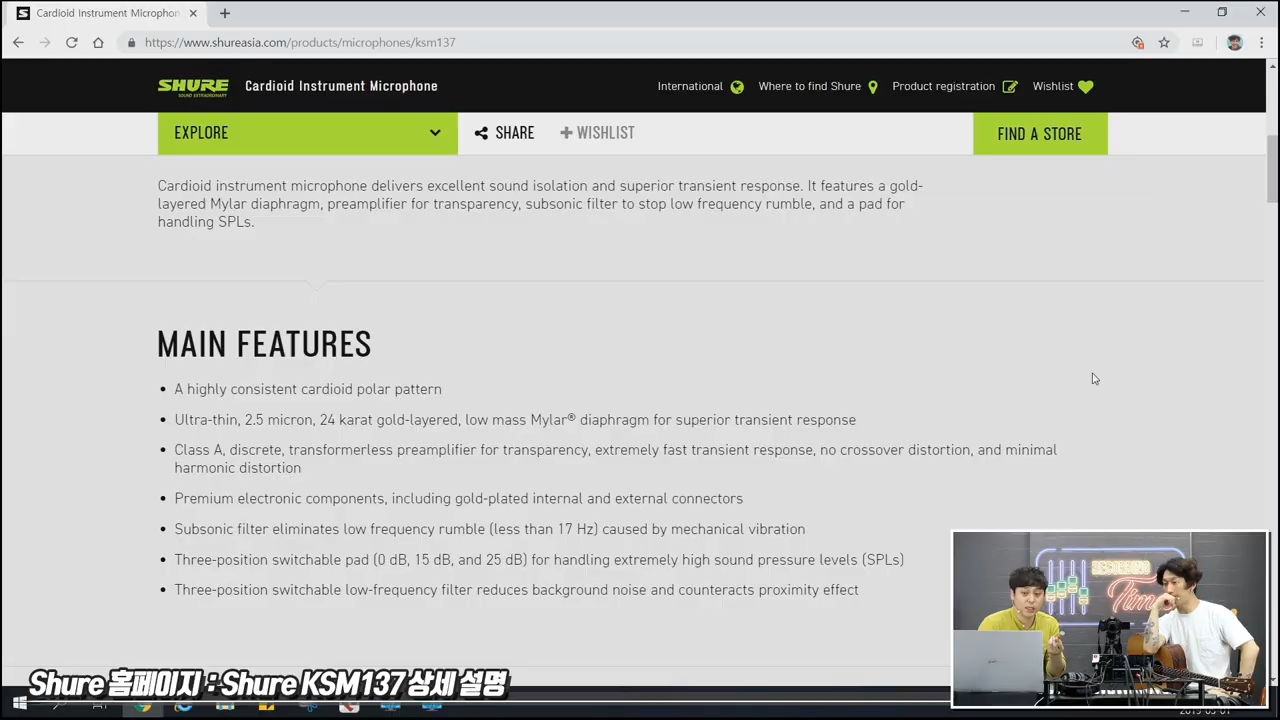 Cardioid Instrument Microphon
https://www.shureasia.com/products/microphones/ksm137
SHURE
SOUND EXTRAORDINARY
Cardioid Instrument Microphone
International
Where to find Shure
Product registration
Wishlist
EXPLORE
SHARE
WISHLIST
FIND A STORE
Cardioid instrument microphone delivers excellent sound isolation and superior transient response. It features a gold-
layered Mylar diaphragm, preamplifier for transparency, subsonic filter to stop low frequency rumble, and a pad for
handling SPLs.
MAIN FEATURES
• A highly consistent cardioid polar pattern
• Ultra-thin, 2.5 micron, 24 karat gold-layered, low mass Mylar® diaphragm for superior transient response
• Class A, discrete, transformerless preamplifier for transparency, extremely fast transient response, no crossover distortion, and minimal
harmonic distortion
• Premium electronic components, including gold-plated internal and external connectors
• Subsonic filter eliminates low frequency rumble (less than 17 Hz) caused by mechanical vibration
• Three-position switchable pad (0 dB, 15 dB, and 25 dB) for handling extremely high sound pressure levels (SPLs)
• Three-position switchable low-frequency filter reduces background noise and counteracts proximity effect
Time
Shure 홈페이지 : Shure KSM137 상세 설명